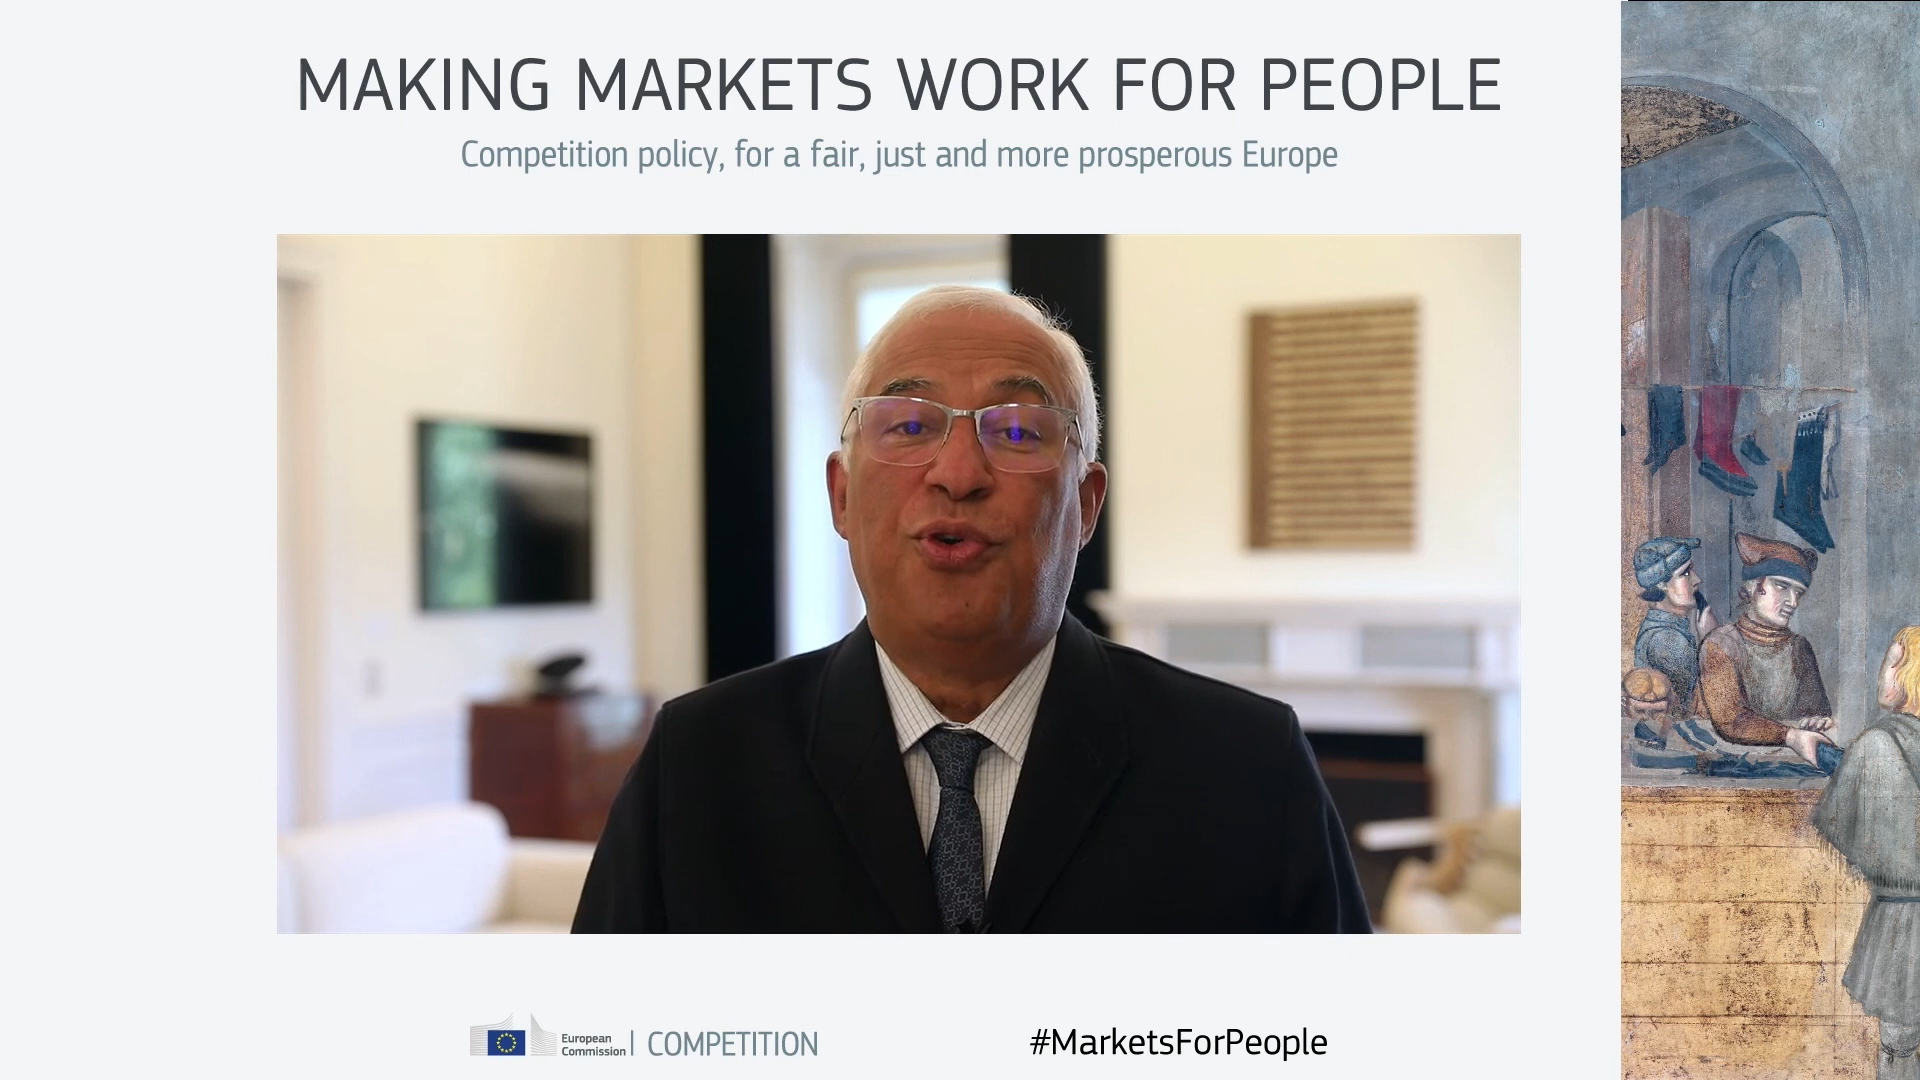 MAKING MARKETS WORK FOR PEOPLE
Competition policy, for a fair, just and more prosperous Europe
European
Commission
COMPETITION
#MarketsForPeople